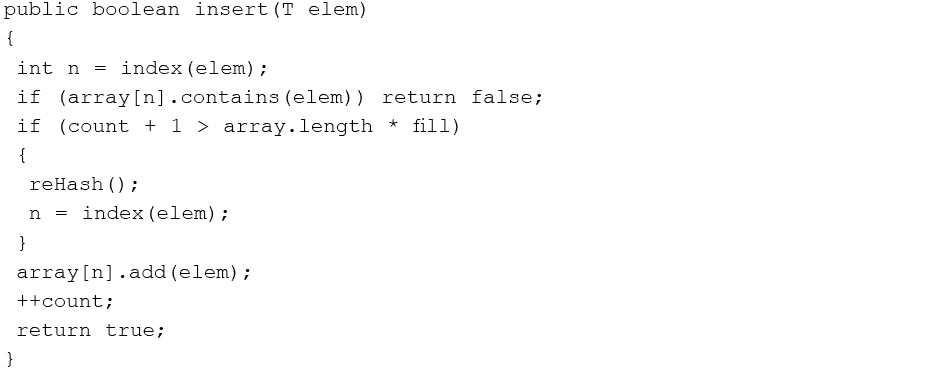 public boolean insert(T elem)
{
int n = index(elem);
if (array[n].contains(elem)) return false;
if (count + 1 > array.length * fill)
{
reHash();
n = index(elem);
}
array[n].add(elem);
++count;
return true;
}